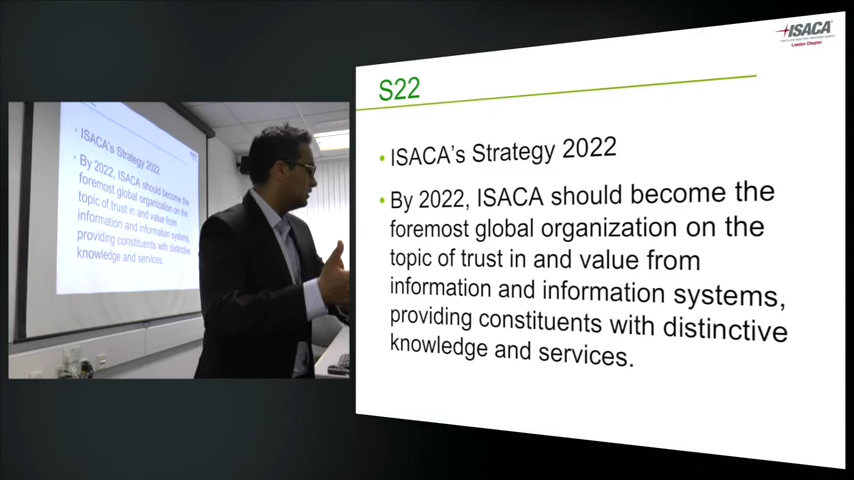 ISACA
London Chapter
S22
• ISACA's Strategy 2022
• By 2022, ISACA should become the
foremost global organization on the
topic of trust in and value from
information and information systems,
providing constituents with distinctive
knowledge and services.
• ISACA's Strategy 2022
• By 2022, ISACA should become the
foremost global organization on the
topic of trust in and value from
information and information systems,
providing constituents with distinctive
knowledge and services.